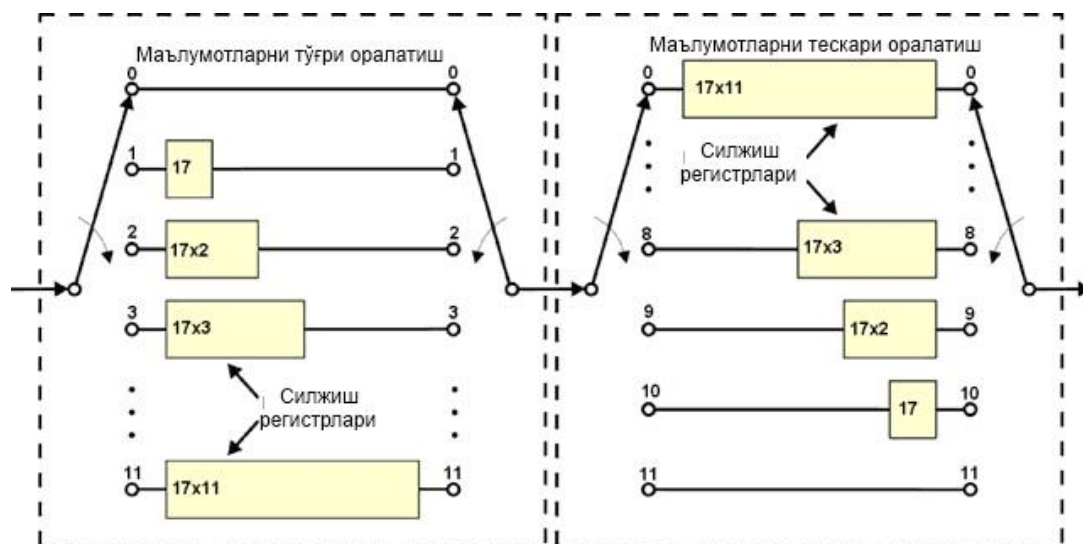 Маълумотларни тўғри оралатиш
0 0
1 17 1
2 17x2 2
3 17x3 3
Силжиш
регистрлари
11 17x11 11
Маълумотларни тескари оралатиш
0 17x11 0
Силжиш
регистрлари
8 17x3 8
9 17x2 9
10 17 10
11 11